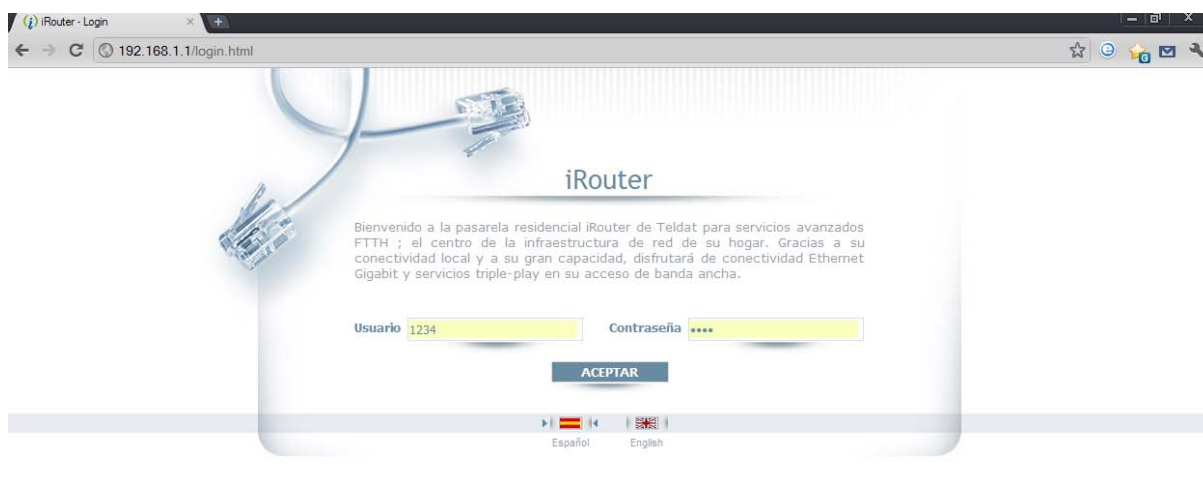 iRouter - Login
192.168.1.1/login.html
iRouter
Bienvenido a la pasarela residencial iRouter de Teldat para servicios avanzados
FTTH ; el centro de la infraestructura de red de su hogar. Gracias a su
conectividad local y a su gran capacidad, disfrutará de conectividad Ethernet
Gigabit y servicios triple-play en su acceso de banda ancha.
Usuario 1234 Contraseña ••••
ACEPTAR
Español English